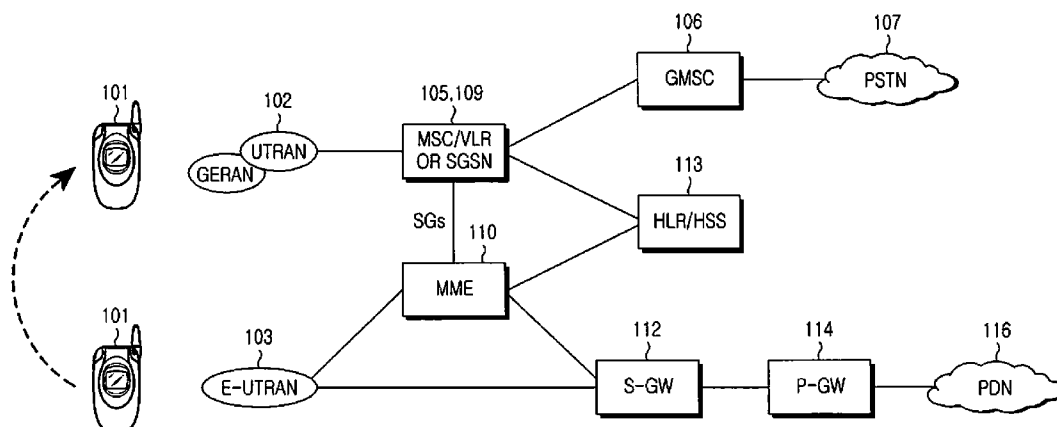 106
107
GMSC
PSTN
101
102
105,109
UTRAN
GERAN
MSC/VLR
OR SGSN
113
HLR/HSS
SGs
110
MME
101
103
112
114
116
E-UTRAN
S-GW
P-GW
PDN